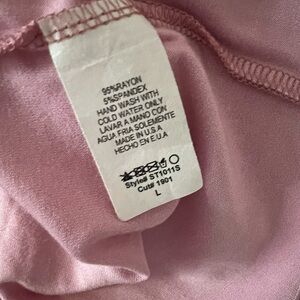 95%RAYON
5%SPANDEX
HAND WASH WITH
COLD WATER ONLY
LAVAR A MANO CON
AGUA FRIA SOLEMENTE
MADE IN U.S.A
HECHO EN E.U.A
Style# ST1011S
Cut# 1901
L